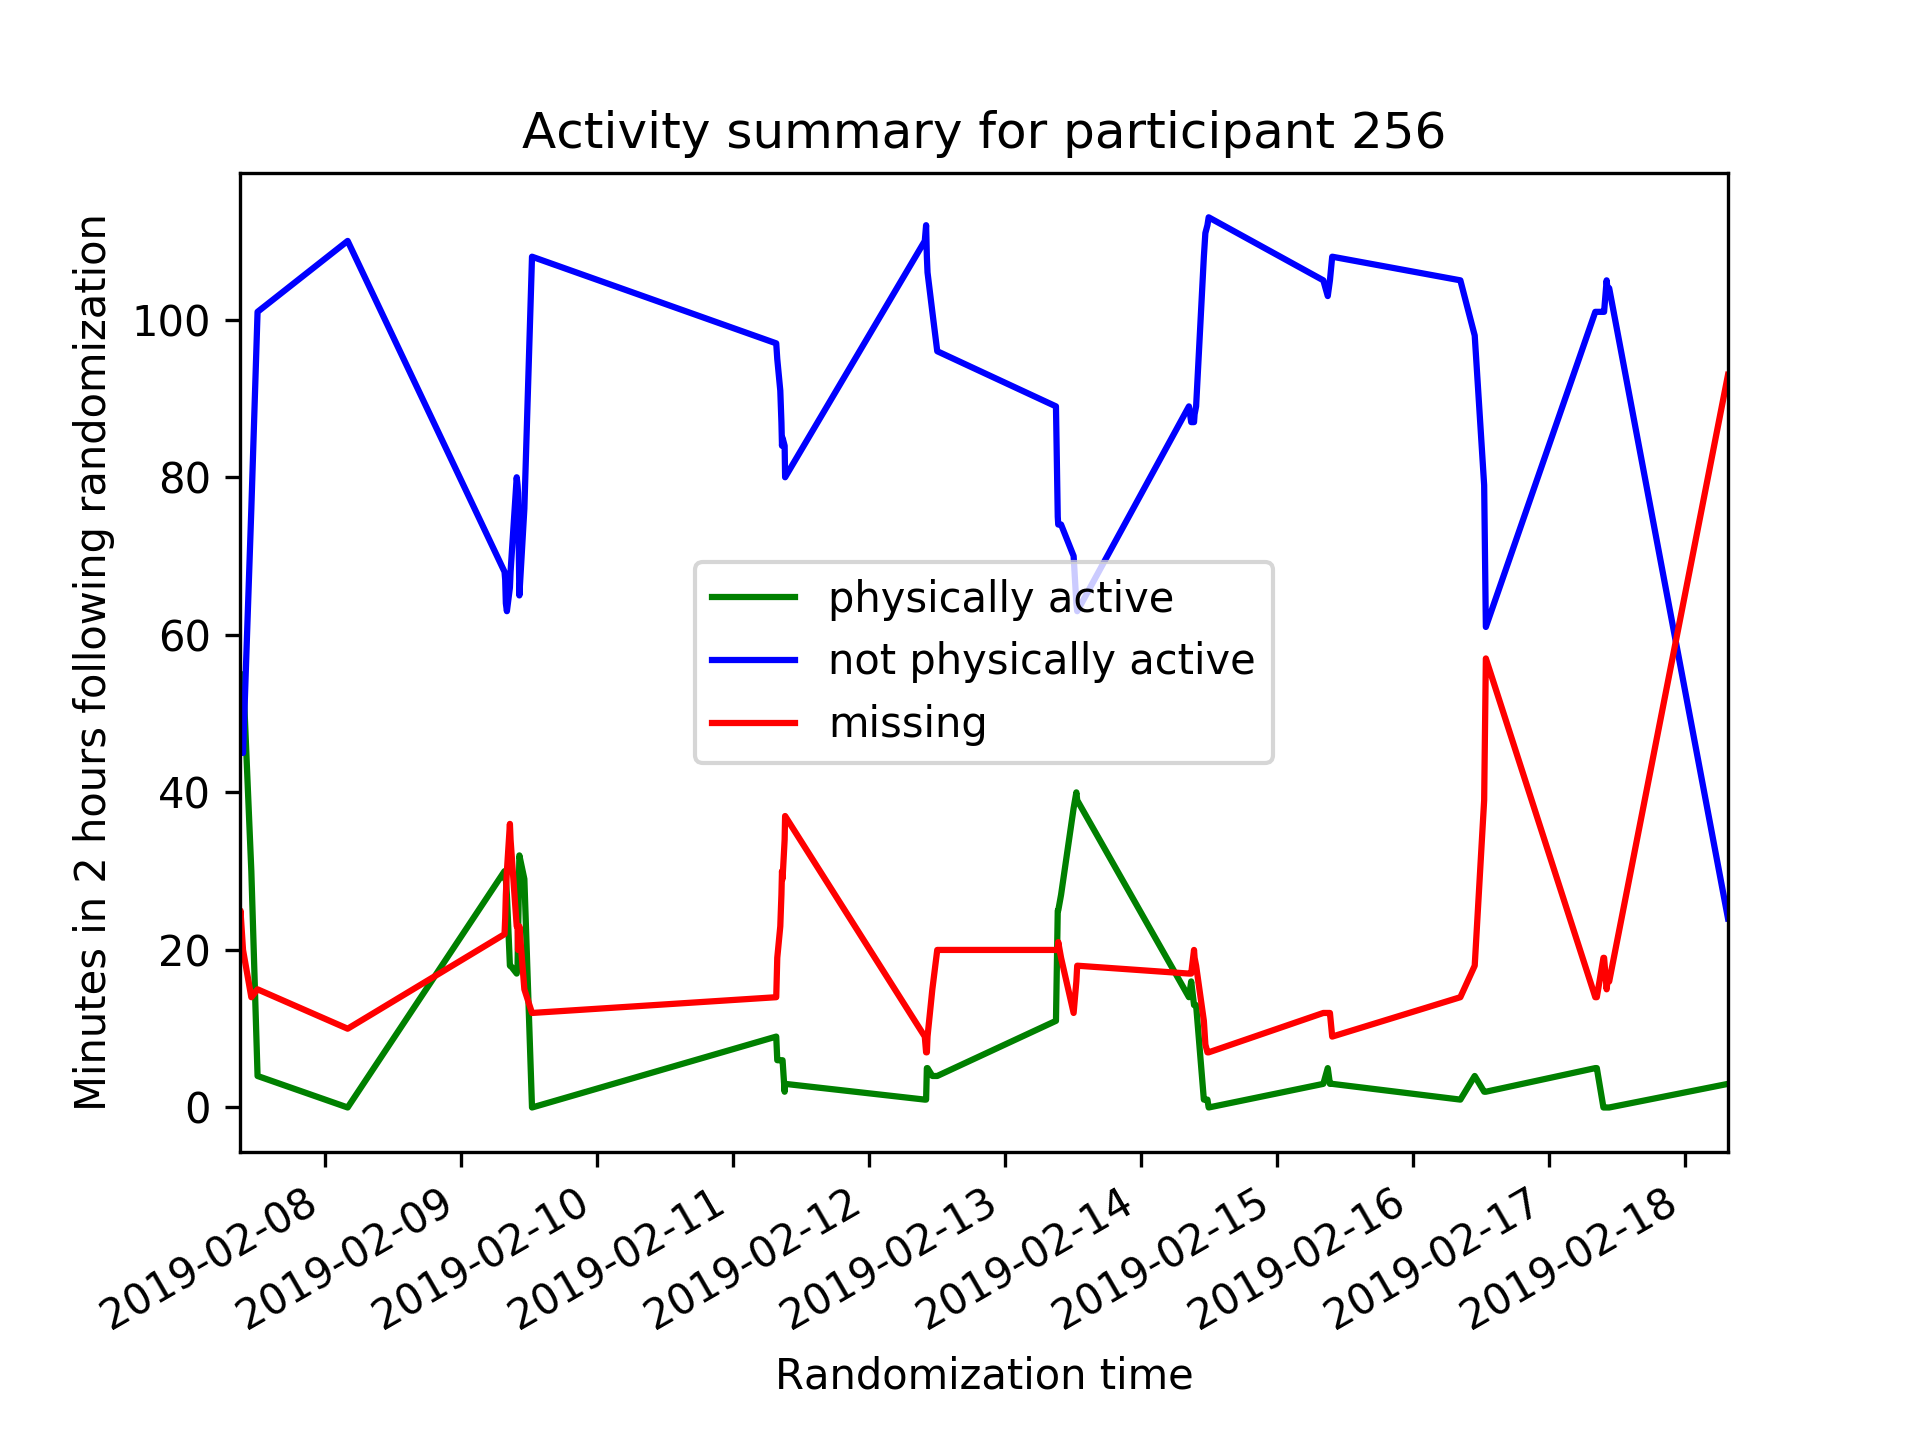 Activity summary for participant 256
Minutes in 2 hours following randomization
100
80
60
40
20
0
physically active
not physically active
missing
2019-02-08
2019-02-09
2019-02-10
2019-02-11
2019-02-12
2019-02-13
2019-02-14
2019-02-15
2019-02-16
2019-02-17
2019-02-18
Randomization time